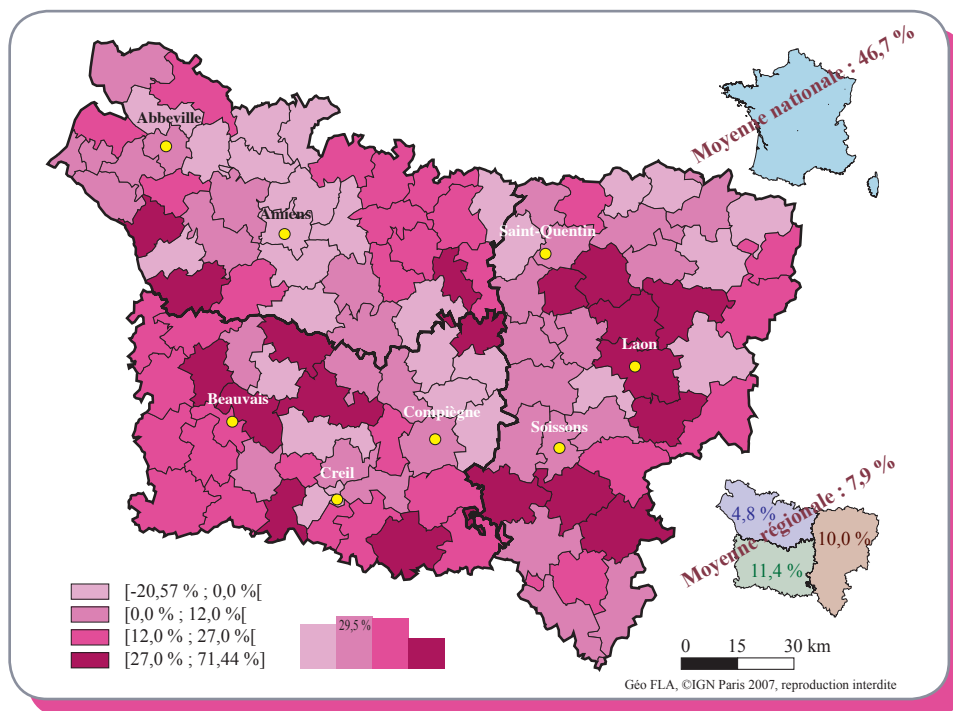 Moyenne nationale : 46,7 %
Abbeville
Amiens
Saint-Quentin
Laon
Beauvais
Compiègne
Soissons
Creil
Moyenne régionale : 7,9 %
4,8 %
10,0 %
11,4 %
[-20,57 % ; 0,0 %[
[0,0 % ; 12,0 %[
[12,0 % ; 27,0 %[
[27,0 % ; 71,44 %]
29,5 %
0 15 30 km
Géo FLA, ©IGN Paris 2007, reproduction interdite